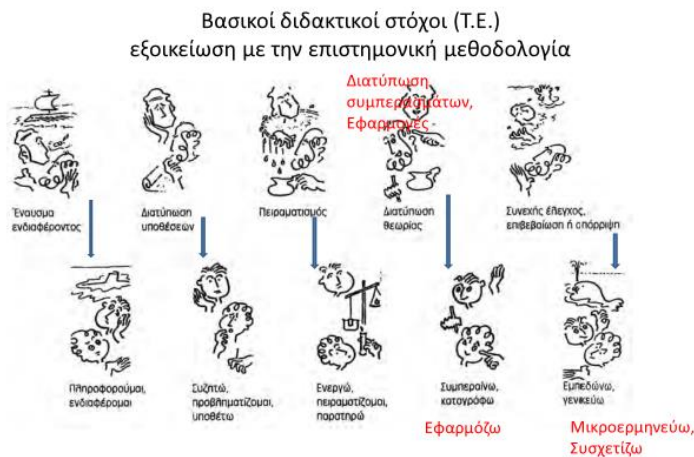 Βασικοί διδακτικοί στόχοι (Τ.Ε.)
εξοικείωση με την επιστημονική μεθοδολογία
Διατύπωση
συμπερασμάτων,
Εφαρμογές
Έναυσμα
ενδιαφέροντος
Διατύπωση
υποθέσεων
Πειραματισμός
Διατύπωση
θεωρίας
Συνεχής έλεγχος,
επιβεβαίωση ή απόρριψη
Πληροφορούμαι,
ενδιαφέρομαι
Συζητώ,
προβληματίζομαι,
υποθέτω
Ενεργώ,
πειραματίζομαι,
παρατηρώ
Συμπεραίνω,
καταγράφω
Εμπεδώνω,
γενικεύω
Εφαρμόζω
Μικροερμηνεύω,
Συσχετίζω